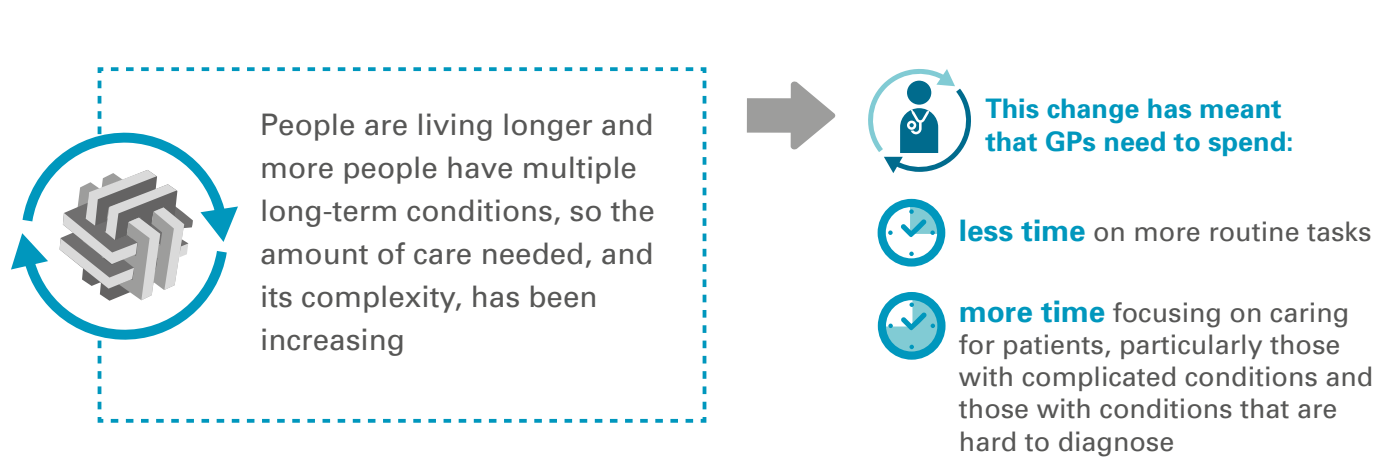 People are living longer and
more people have multiple
long-term conditions, so the
amount of care needed, and
its complexity, has been
increasing
This change has meant
that GPs need to spend:
less time on more routine tasks
more time focusing on caring
for patients, particularly those
with complicated conditions and
those with conditions that are
hard to diagnose